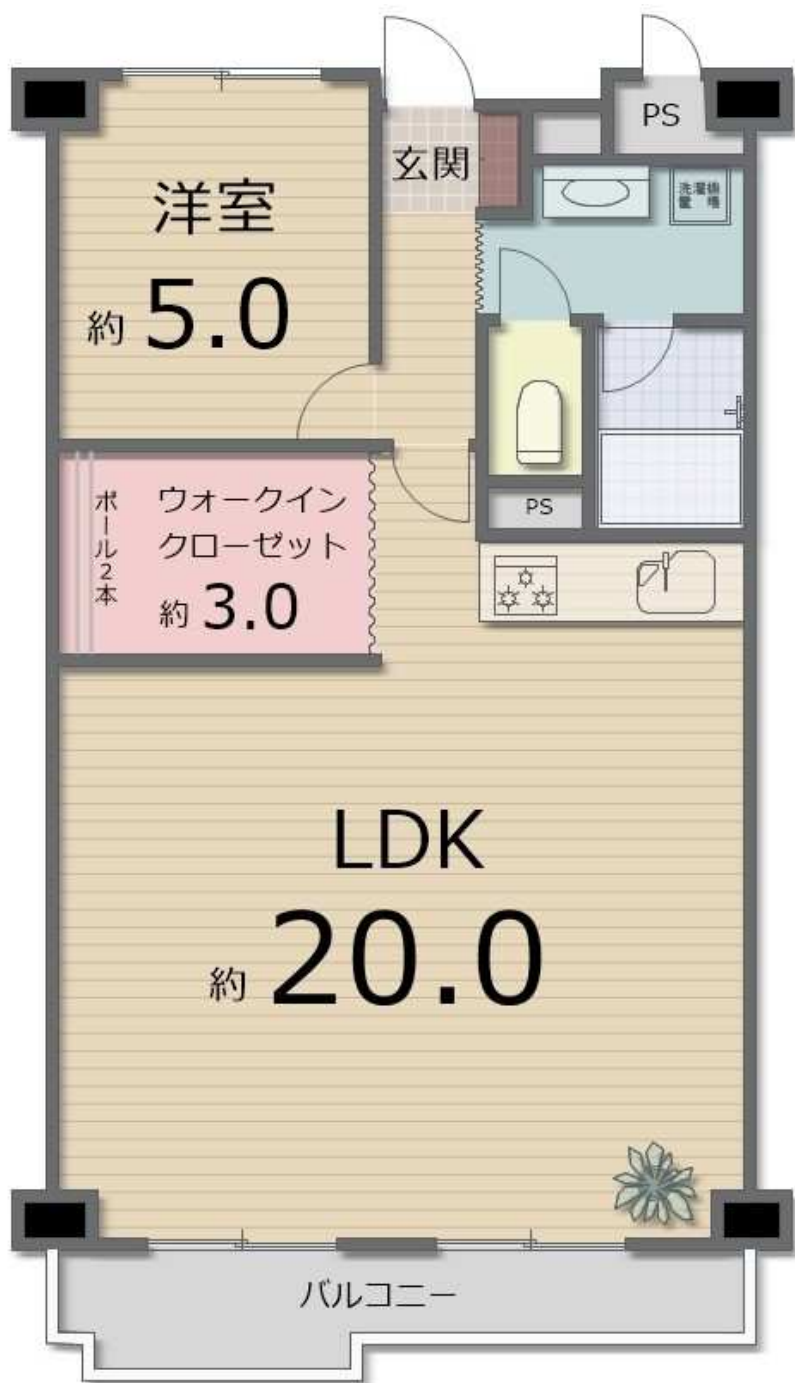 PS
玄関
洋室
約 5.0
洗濯機
置場
ウォークイン
クローゼット
約 3.0
ポール2本
PS
LDK
約 20.0
バルコニー